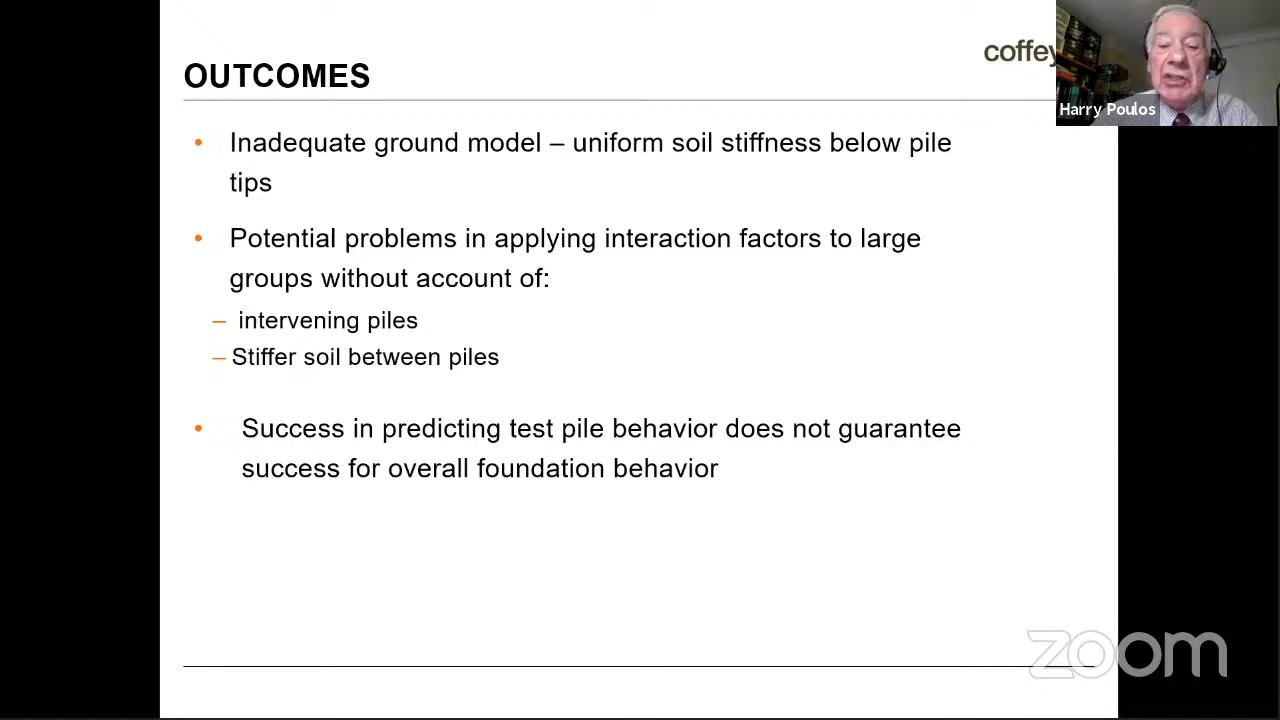 OUTCOMES
coffey
Harry Poulos
• Inadequate ground model – uniform soil stiffness below pile
tips
• Potential problems in applying interaction factors to large
groups without account of:
– intervening piles
– Stiffer soil between piles
• Success in predicting test pile behavior does not guarantee
success for overall foundation behavior
zoom